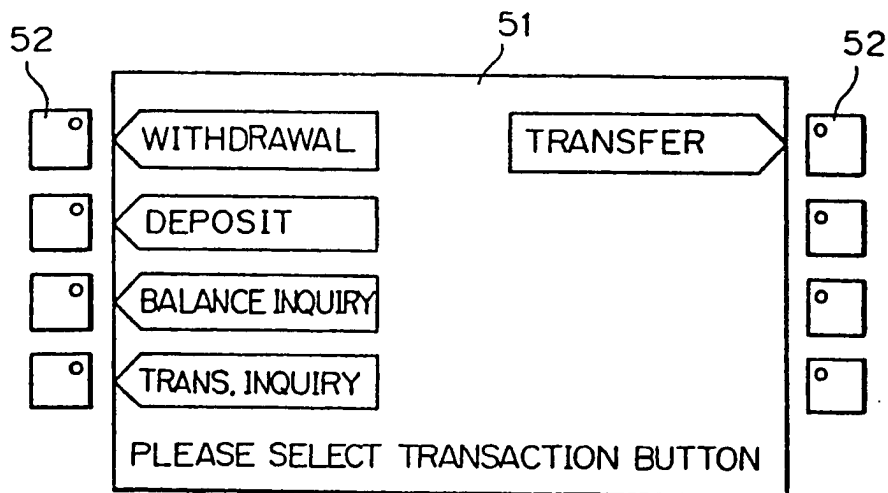 51
52 52
WITHDRAWAL TRANSFER
DEPOSIT
BALANCE INQUIRY
TRANS. INQUIRY
PLEASE SELECT TRANSACTION BUTTON